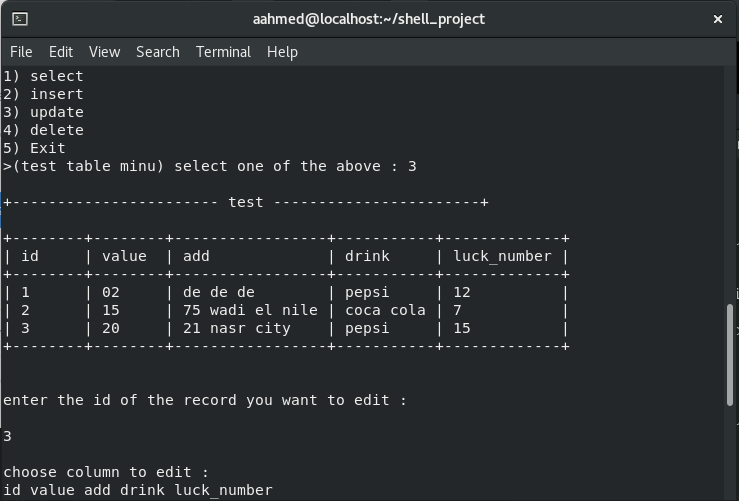 aahmed@localhost:~/shell_project
File Edit View Search Terminal Help
1) select
2) insert
3) update
4) delete
5) Exit
>(test table minu) select one of the above : 3
+----------------------- test -----------------------+
+--------+--------+-----------------+-----------+-------------+
| id     | value  | add             | drink     | luck_number |
+--------+--------+-----------------+-----------+-------------+
| 1      | 02     | de de de        | pepsi     | 12          |
| 2      | 15     | 75 wadi el nile | coca cola | 7           |
| 3      | 20     | 21 nasr city    | pepsi     | 15          |
+--------+--------+-----------------+-----------+-------------+
enter the id of the record you want to edit :
3
choose column to edit :
id value add drink luck_number